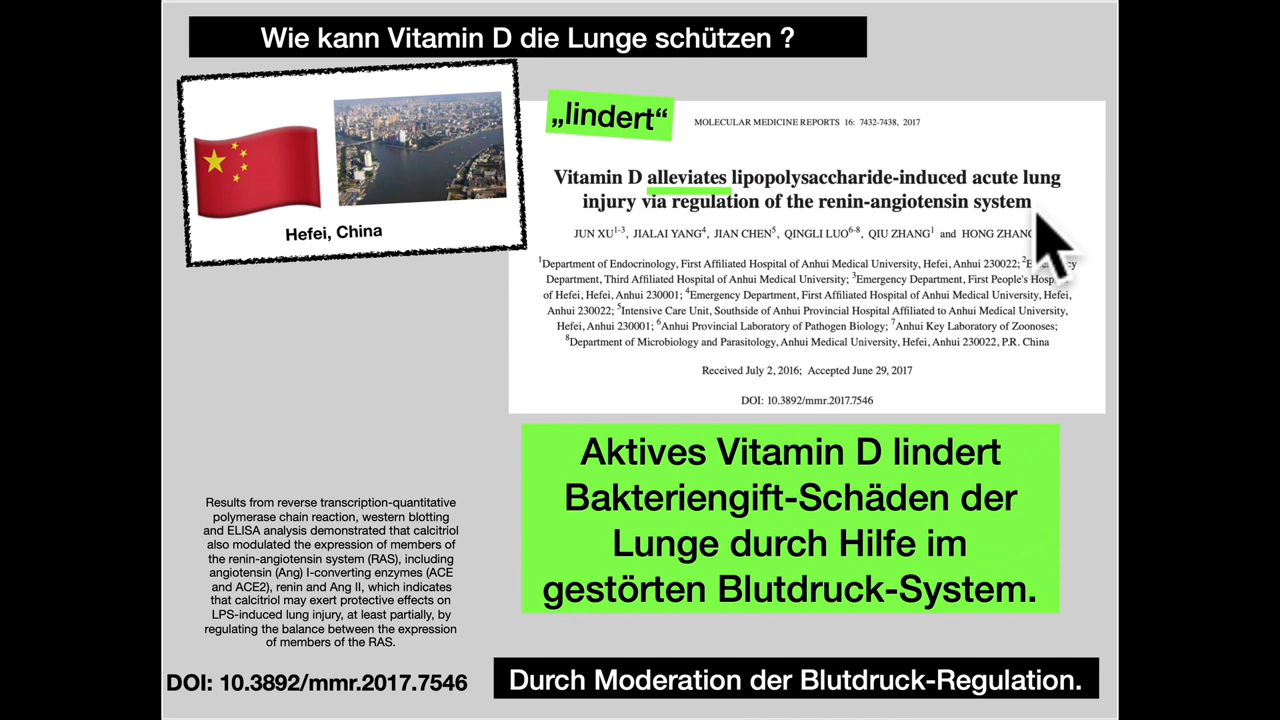 Wie kann Vitamin D die Lunge schützen ?
Hefei, China
„lindert“
MOLECULAR MEDICINE REPORTS 16: 7432-7438, 2017
Vitamin D alleviates lipopolysaccharide-induced acute lung
injury via regulation of the renin-angiotensin system
JUN XU1-3, JIALAI YANG4, JIAN CHEN5, QINGLI LUO6-8, QIU ZHANG1 and HONG
1Department of Endocrinology, First Affiliated Hospital of Anhui Medical University, Hefei, Anhui 230022;
Department, Third Affiliated Hospital of Anhui Medical University; 3Emergency Department, First People's
of Hefei, Hefei, Anhui 230001; 4Emergency Department, First Affiliated Hospital of Anhui Medical University, Hefei,
Anhui 230022; 5Intensive Care Unit, Southside of Anhui Provincial Hospital Affiliated to Anhui Medical University,
Hefei, Anhui 230001; 6Anhui Provincial Laboratory of Pathogen Biology; 7Anhui Key Laboratory of Zoonoses;
8Department of Microbiology and Parasitology, Anhui Medical University, Hefei, Anhui 230022, P.R. China
Received July 2, 2016; Accepted June 29, 2017
DOI: 10.3892/mmr.2017.7546
Aktives Vitamin D lindert
Bakteriengift-Schäden der
Lunge durch Hilfe im
gestörten Blutdruck-System.
Results from reverse transcription-quantitative
polymerase chain reaction, western blotting
and ELISA analysis demonstrated that calcitriol
also modulated the expression of members of
the renin-angiotensin system (RAS), including
angiotensin (Ang) I-converting enzymes (ACE
and ACE2), renin and Ang II, which indicates
that calcitriol may exert protective effects on
LPS-induced lung injury, at least partially, by
regulating the balance between the expression
of members of the RAS.
DOI: 10.3892/mmr.2017.7546
Durch Moderation der Blutdruck-Regulation.